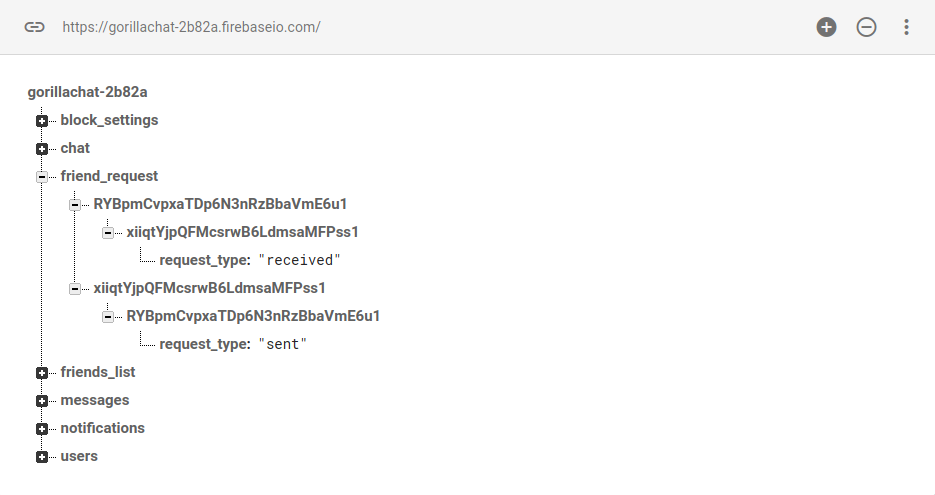 https://gorillachat-2b82a.firebaseio.com/
gorillachat-2b82a
block_settings
chat
friend_request
RYBpmCvpxaTDp6N3nRzBbaVmE6u1
xiiqtYjpQFMcsrwB6LdmsaMFPss1
request_type: "received"
xiiqtYjpQFMcsrwB6LdmsaMFPss1
RYBpmCvpxaTDp6N3nRzBbaVmE6u1
request_type: "sent"
friends_list
messages
notifications
users